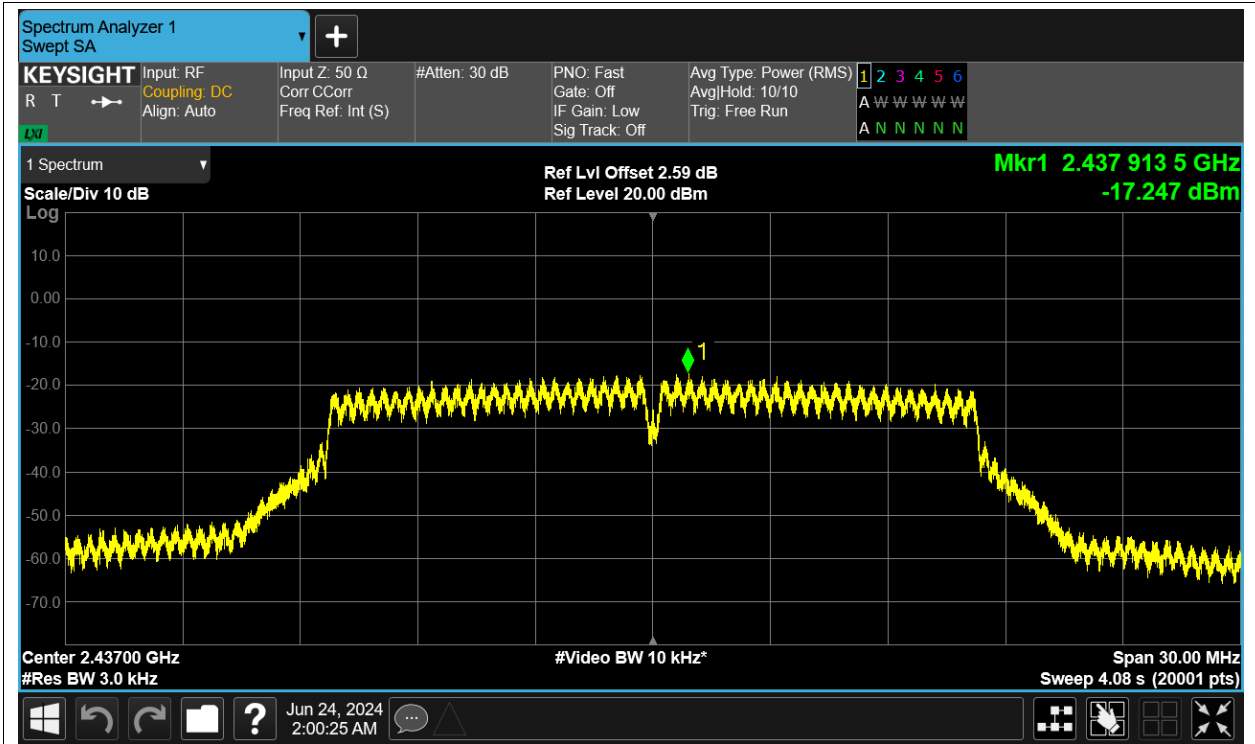 Spectrum Analyzer 1
Swept SA
KEYSIGHT
R T
LXI
Input: RF
Coupling: DC
Align: Auto
Input Z: 50 Ω
Corr CCorr
Freq Ref: Int (S)
#Atten: 30 dB
PNO: Fast
Gate: Off
IF Gain: Low
Sig Track: Off
Avg Type: Power (RMS)
Avg|Hold: 10/10
Trig: Free Run
1 2 3 4 5 6
A W W W W W
A N N N N N
1 Spectrum
Scale/Div 10 dB
Log
Ref Lvl Offset 2.59 dB
Ref Level 20.00 dBm
Mkr1 2.437 913 5 GHz
-17.247 dBm
10.0
0.00
-10.0
-20.0
-30.0
-40.0
-50.0
-60.0
-70.0
1
Center 2.43700 GHz
#Res BW 3.0 kHz
#Video BW 10 kHz*
Span 30.00 MHz
Sweep 4.08 s (20001 pts)
?
Jun 24, 2024
2:00:25 AM